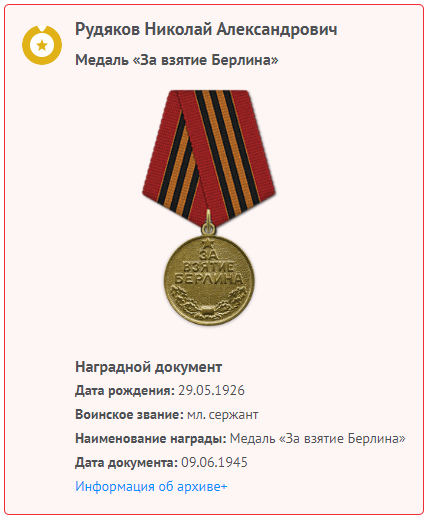 Рудяков Николай Александрович
Медаль «За взятие Берлина»
ЗА
ВЗЯТИЕ
БЕРЛИНА
Наградной документ
Дата рождения: 29.05.1926
Воинское звание: мл. сержант
Наименование награды: Медаль «За взятие Берлина»
Дата документа: 09.06.1945
Информация об архиве+